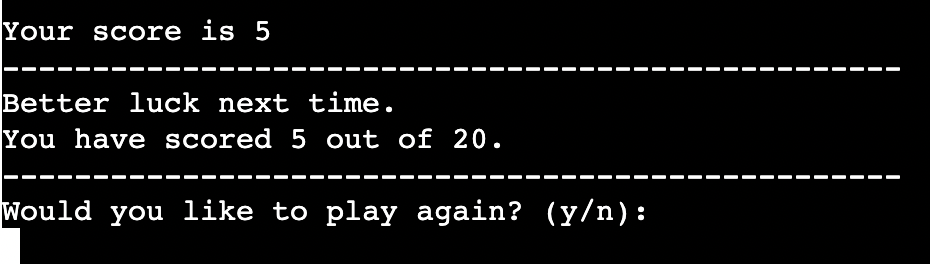 Your score is 5
--------------------------------------------------
Better luck next time.
You have scored 5 out of 20.
--------------------------------------------------
Would you like to play again? (y/n):